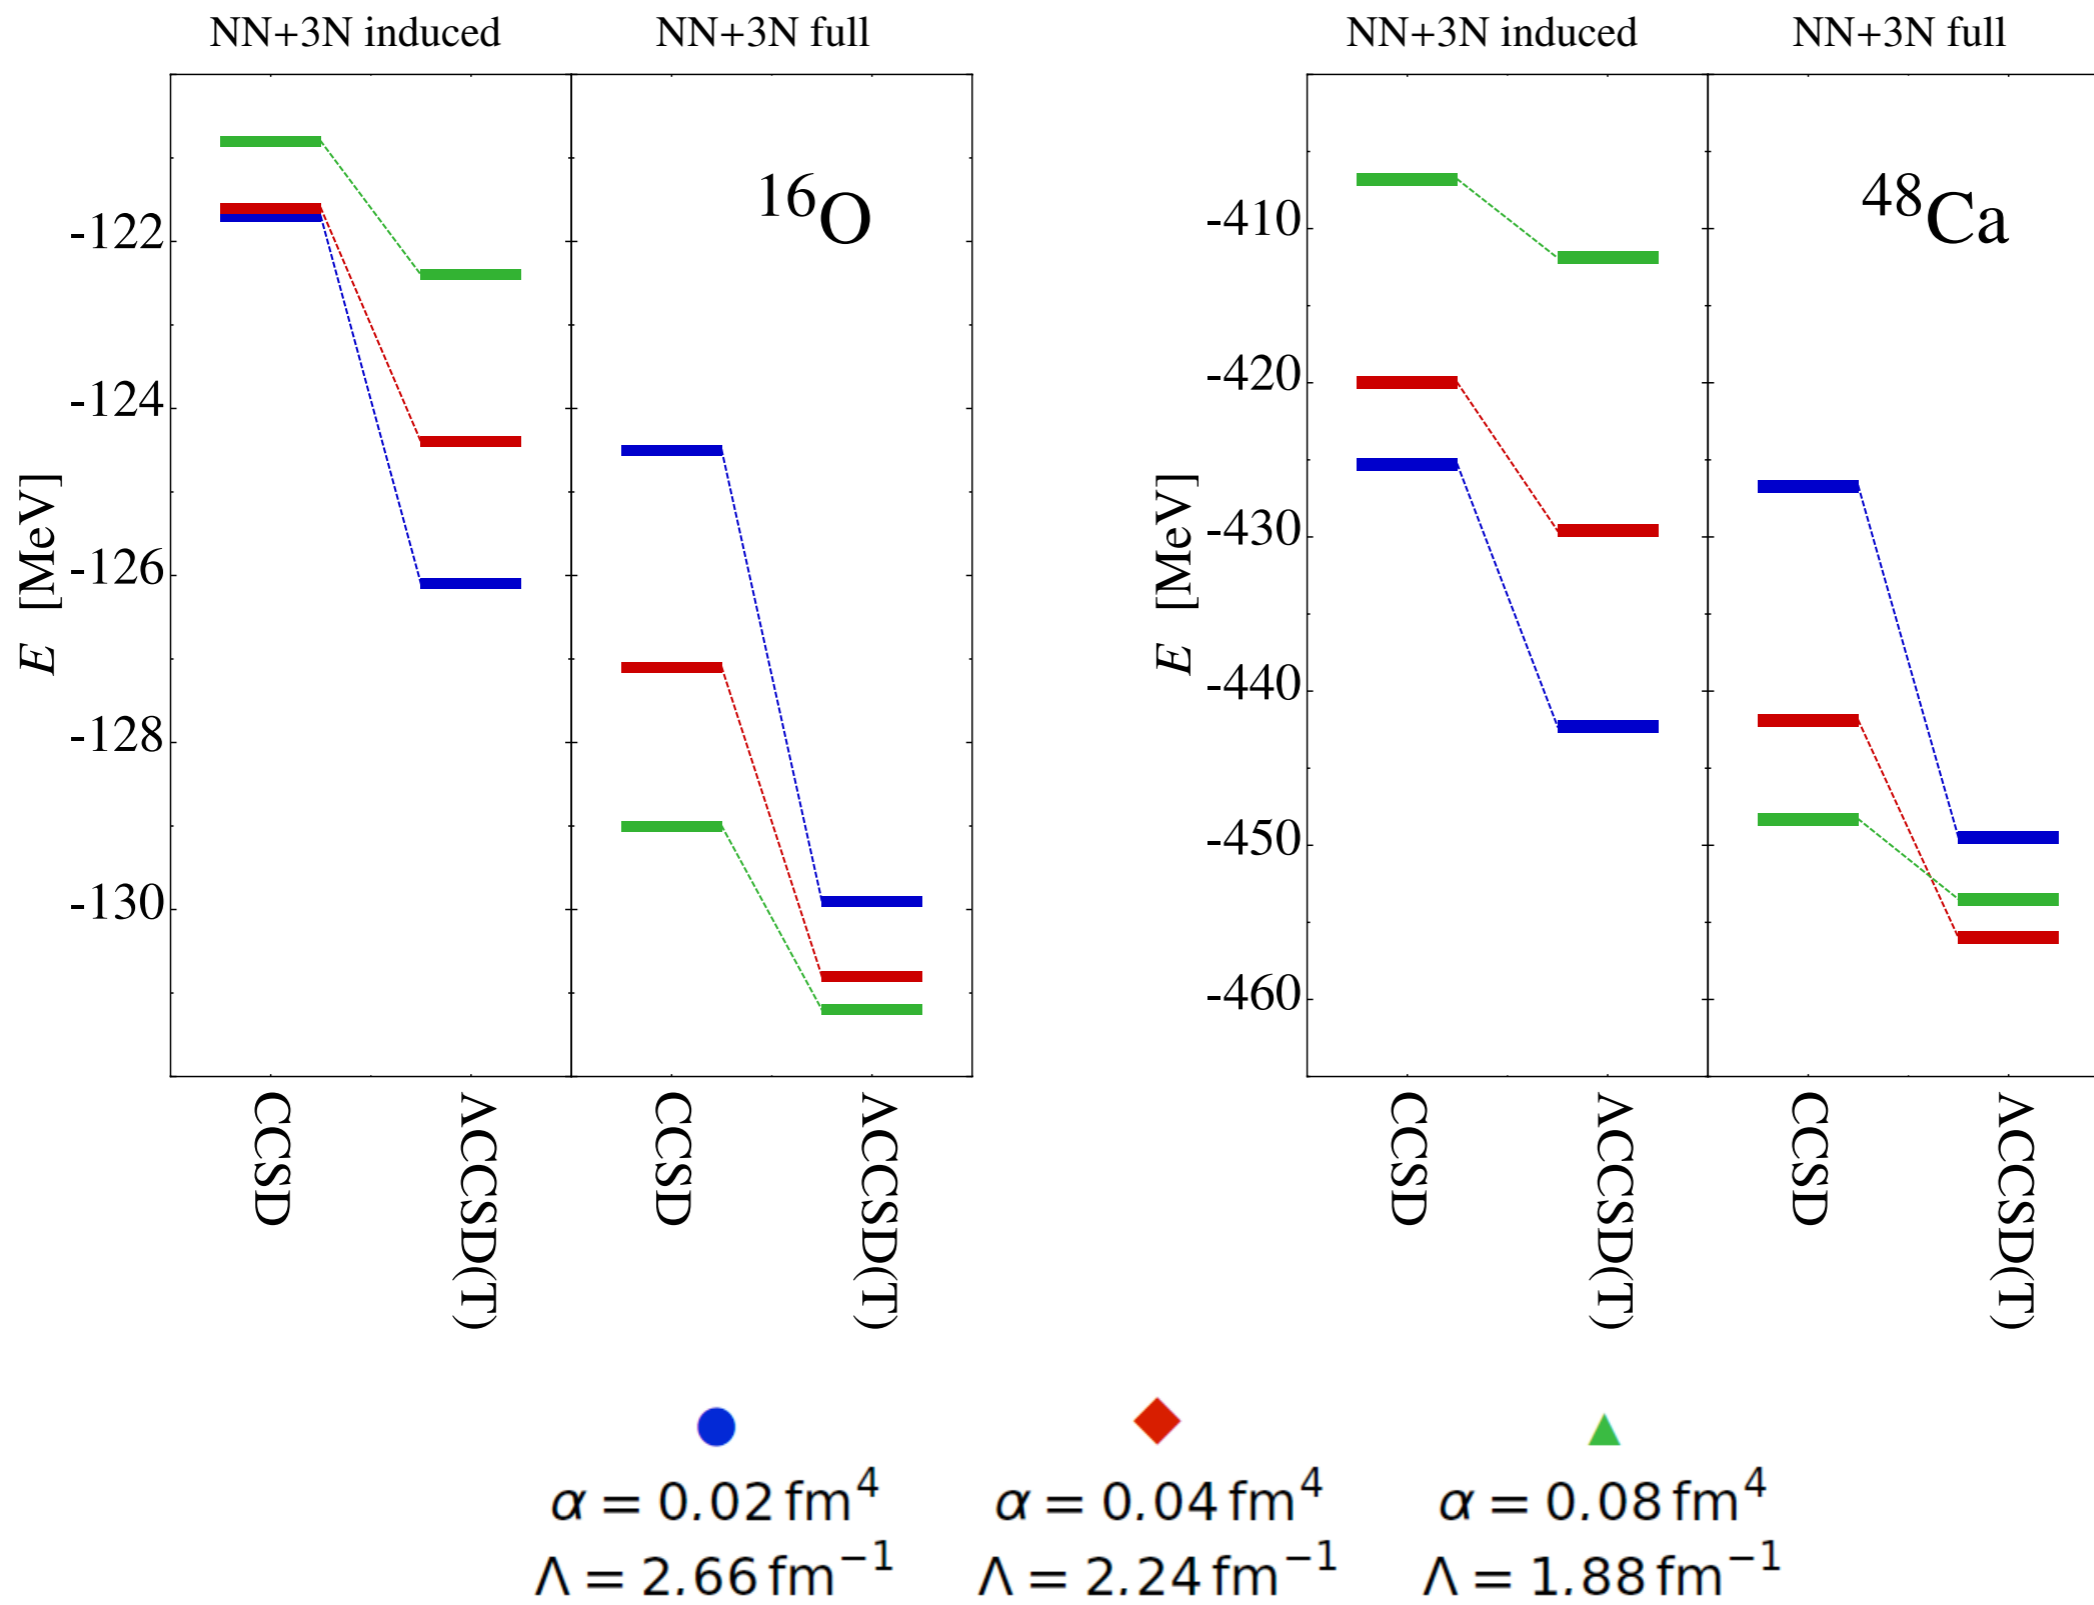 NN+3N induced NN+3N full
NN+3N induced NN+3N full
¹⁶O
⁴⁸Ca
E [MeV]
-122
-124
-126
-128
-130
E [MeV]
-410
-420
-430
-440
-450
-460
CCSD
ΛCCSD(T)
CCSD
ΛCCSD(T)
CCSD
ΛCCSD(T)
CCSD
ΛCCSD(T)
α = 0.02 fm⁴ α = 0.04 fm⁴ α = 0.08 fm⁴
Λ = 2.66 fm⁻¹ Λ = 2.24 fm⁻¹ Λ = 1.88 fm⁻¹